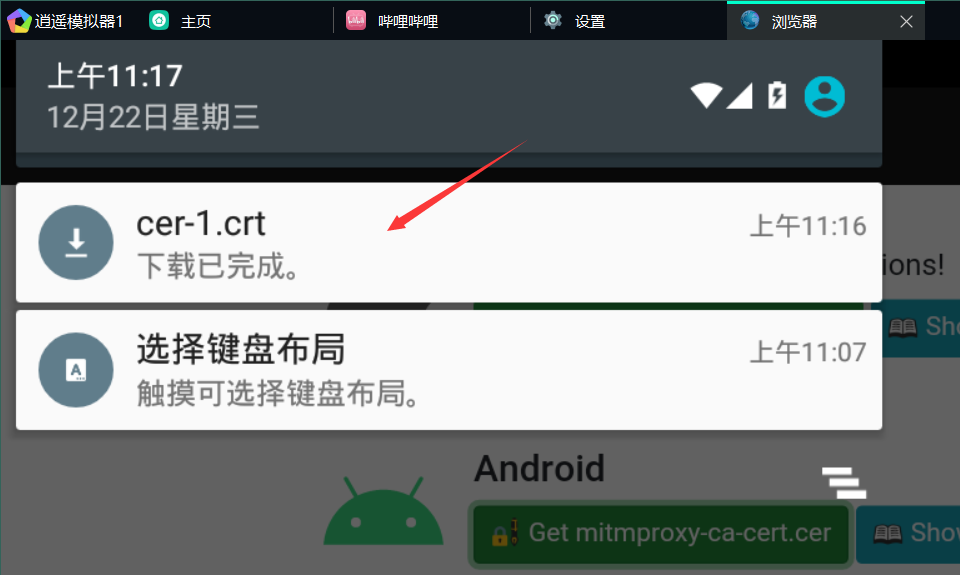 逍遥模拟器1
主页
哔哩哔哩
设置
浏览器
上午11:17
12月22日星期三
cer-1.crt
上午11:16
下载已完成。
ions!
Sho
选择键盘布局
上午11:07
触摸可选择键盘布局。
Android
Get mitmproxy-ca-cert.cer
Show